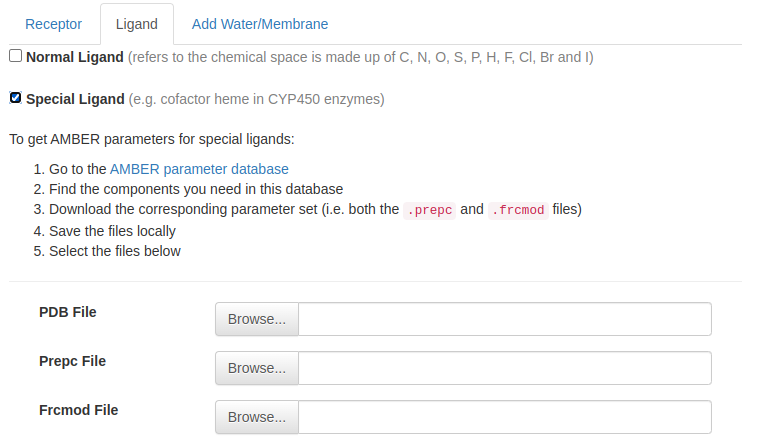 Receptor Ligand Add Water/Membrane
Normal Ligand (refers to the chemical space is made up of C, N, O, S, P, H, F, Cl, Br and I)
Special Ligand (e.g. cofactor heme in CYP450 enzymes)
To get AMBER parameters for special ligands:
1. Go to the AMBER parameter database
2. Find the components you need in this database
3. Download the corresponding parameter set (i.e. both the .prepc and .frcmod files)
4. Save the files locally
5. Select the files below
PDB File Browse...
Prepc File Browse...
Frcmod File Browse...